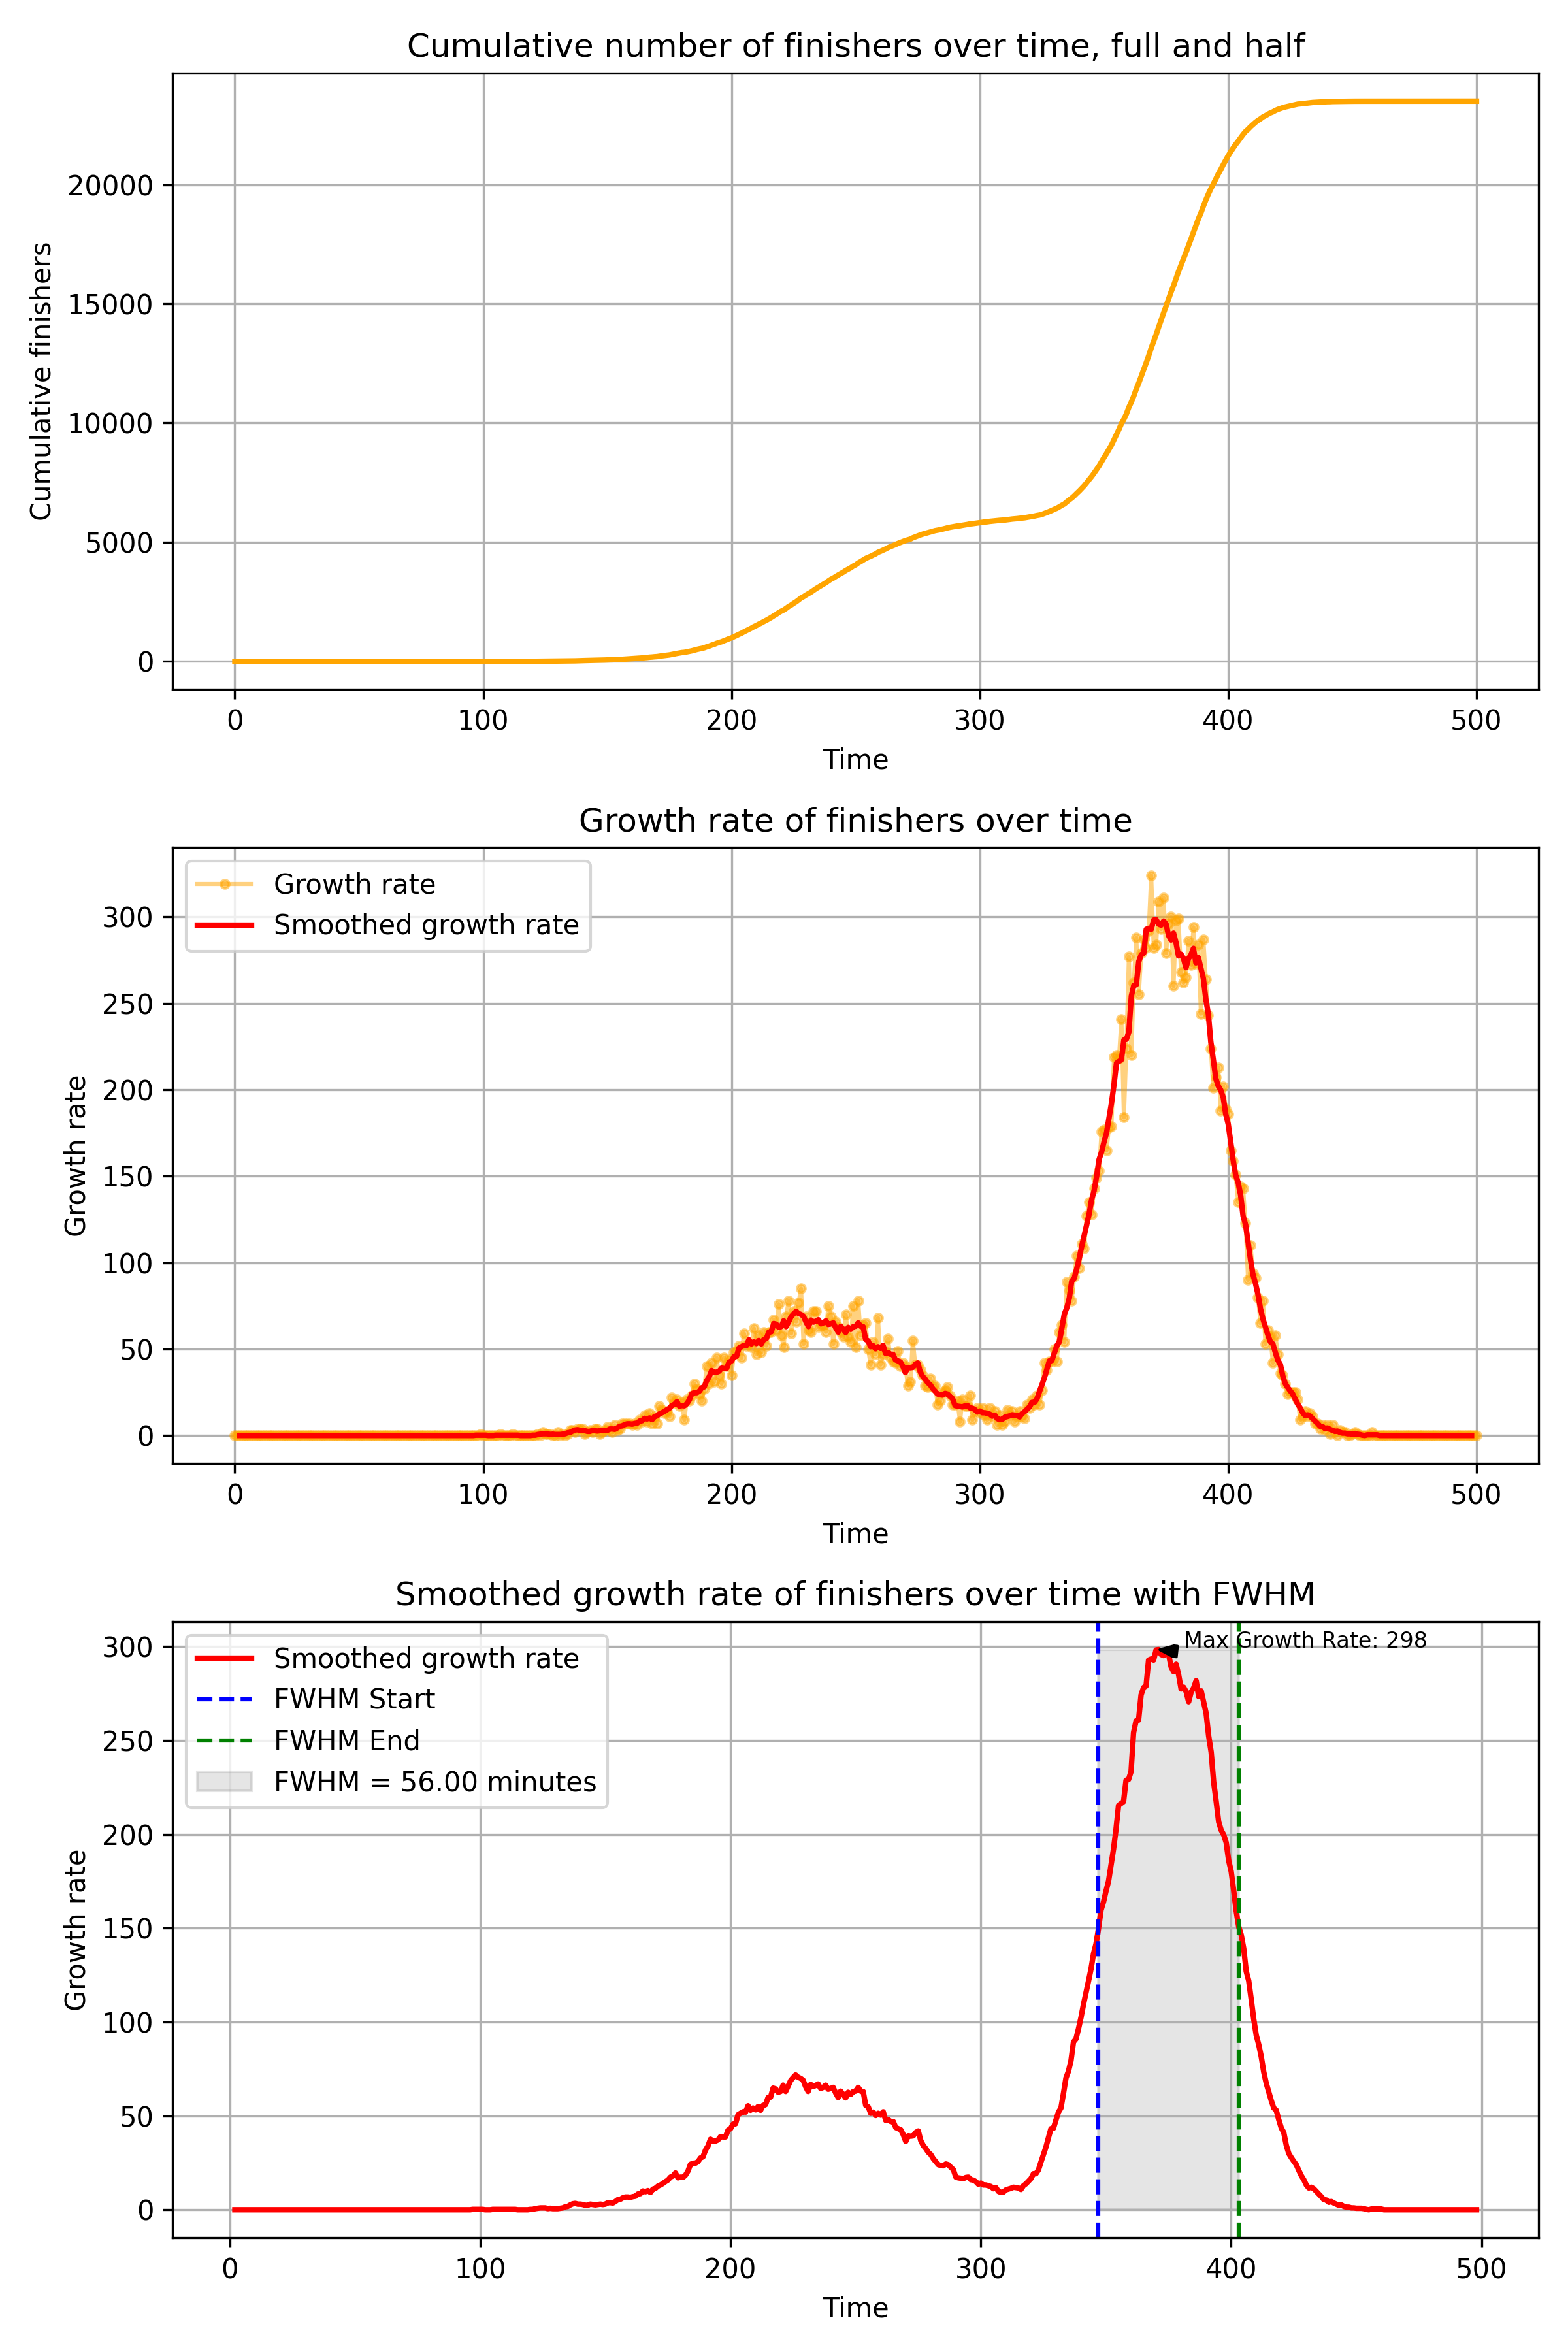 Cumulative number of finishers over time, full and half
20000
15000
10000
5000
0
Cumulative finishers
0 100 200 300 400 500
Time
Growth rate of finishers over time
Growth rate
Smoothed growth rate
300
250
200
150
100
50
0
Growth rate
0 100 200 300 400 500
Time
Smoothed growth rate of finishers over time with FWHM
Smoothed growth rate
FWHM Start
FWHM End
FWHM = 56.00 minutes
Max Growth Rate: 298
300
250
200
150
100
50
0
Growth rate
0 100 200 300 400 500
Time